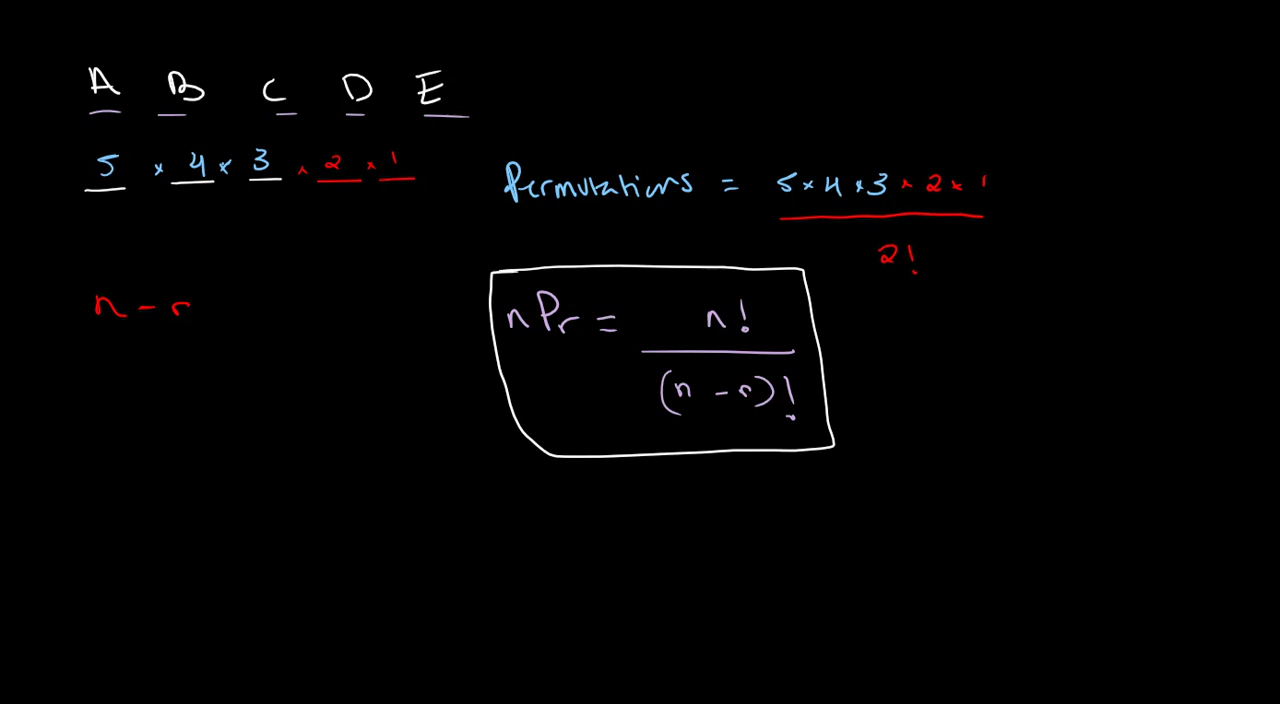 A B C D E
5 × 4 × 3 × 2 × 1
Permutations = 5 × 4 × 3 × 2 × 1
2!
n - r
nPr = n!
(n - r)!